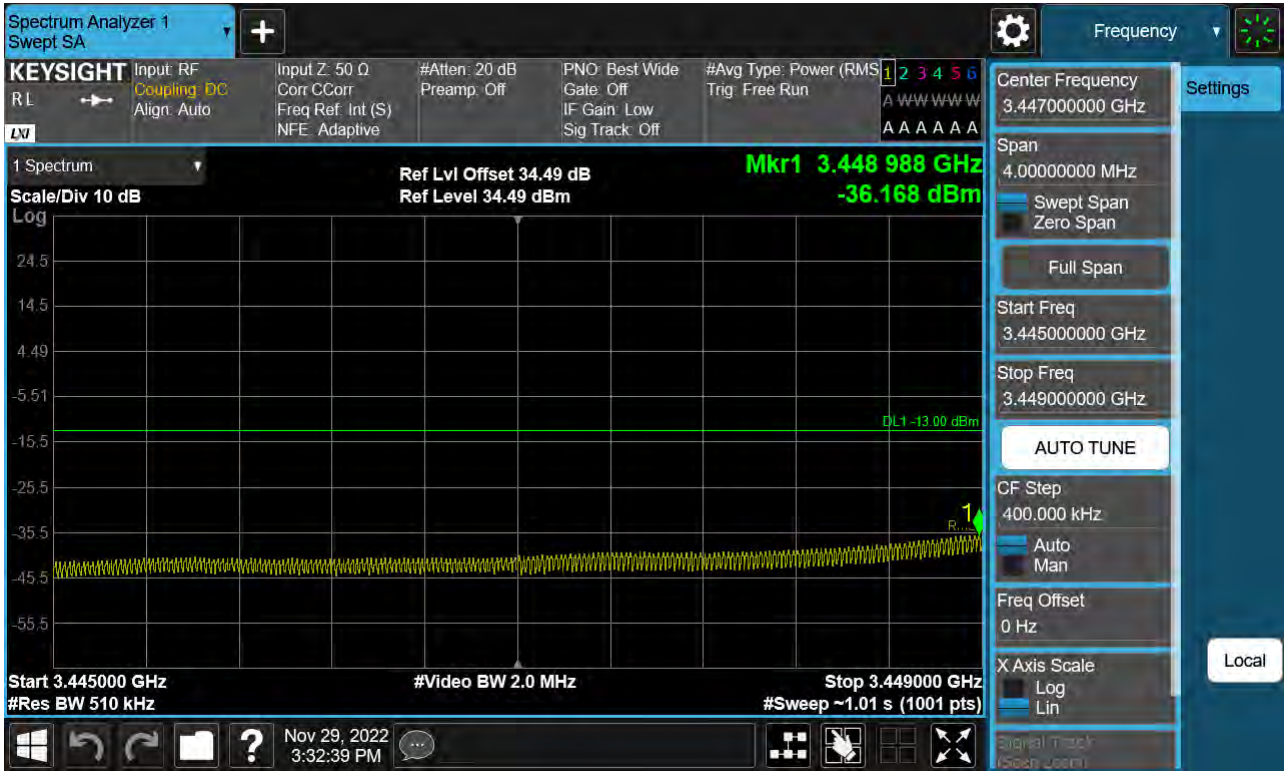 Spectrum Analyzer 1
Swept SA
+
Frequency
KEYSIGHT
RL
LXI
Input: RF
Coupling: DC
Align: Auto
Input Z: 50 Ω
Corr CCorr
Freq Ref: Int (S)
NFE: Adaptive
#Atten: 20 dB
Preamp: Off
PNO: Best Wide
Gate: Off
IF Gain: Low
Sig Track: Off
#Avg Type: Power (RMS
Trig: Free Run
1 2 3 4 5 6
A W W W W W
A A A A A A
1 Spectrum
Scale/Div 10 dB
Ref Lvl Offset 34.49 dB
Ref Level 34.49 dBm
Mkr1 3.448 988 GHz
-36.168 dBm
Log
24.5
14.5
4.49
-5.51
DL1 -13.00 dBm
-15.5
-25.5
1
-35.5
-45.5
-55.5
Start 3.445000 GHz
#Video BW 2.0 MHz
Stop 3.449000 GHz
#Res BW 510 kHz
#Sweep ~1.01 s (1001 pts)
Center Frequency
3.447000000 GHz
Span
4.00000000 MHz
Swept Span
Zero Span
Full Span
Start Freq
3.445000000 GHz
Stop Freq
3.449000000 GHz
AUTO TUNE
CF Step
400.000 kHz
Auto
Man
Freq Offset
0 Hz
X Axis Scale
Log
Lin
Signal Track
(Span Zoom)
Settings
Local
?
Nov 29, 2022
3:32:39 PM